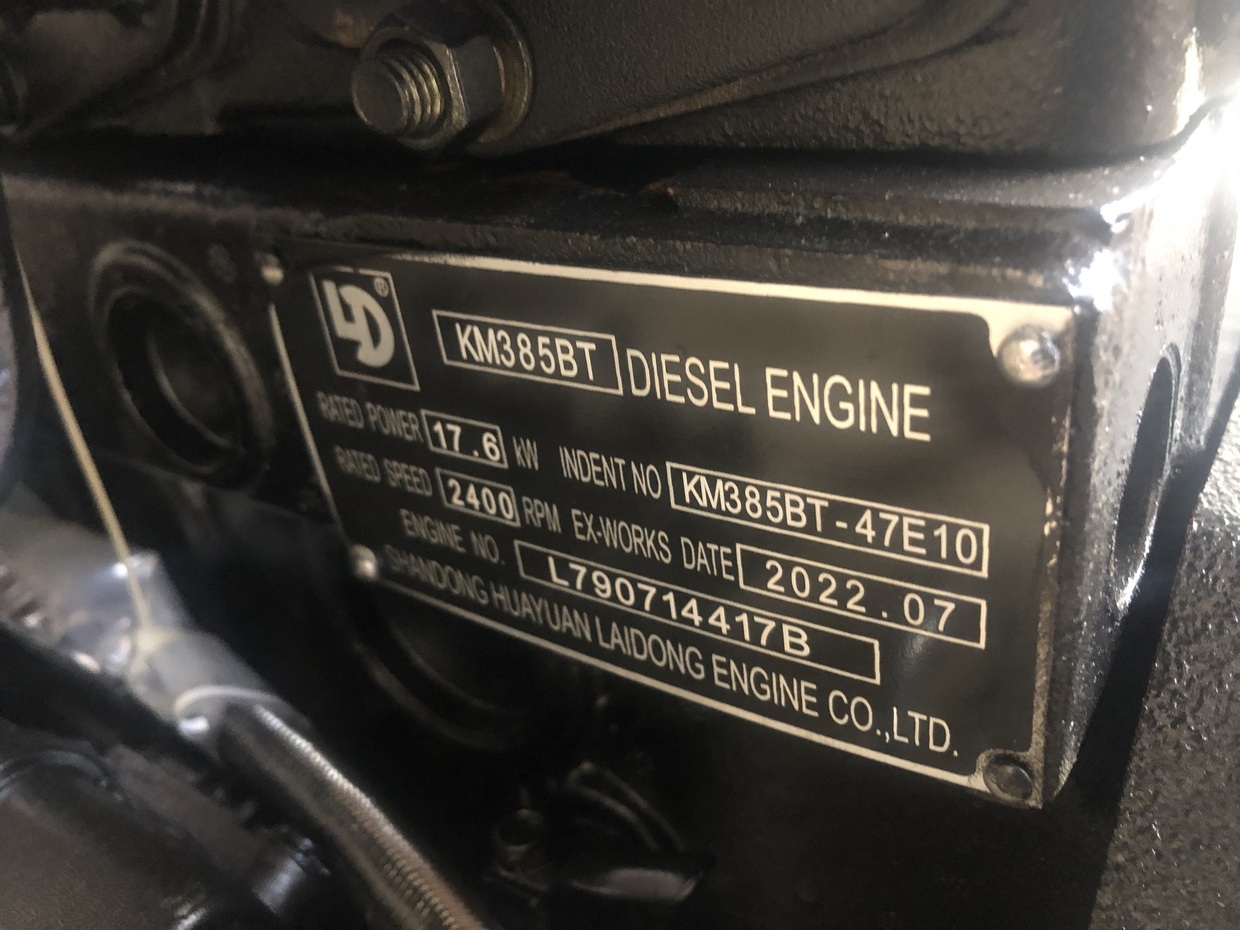 LD®
KM385BT DIESEL ENGINE
RATED POWER 17.6 kW INDENT NO KM385BT-47E10
RATED SPEED 2400 RPM EX-WORKS DATE 2022.07
ENGINE NO. L790714417B
SHANDONG HUAYUAN LAIDONG ENGINE CO.,LTD.